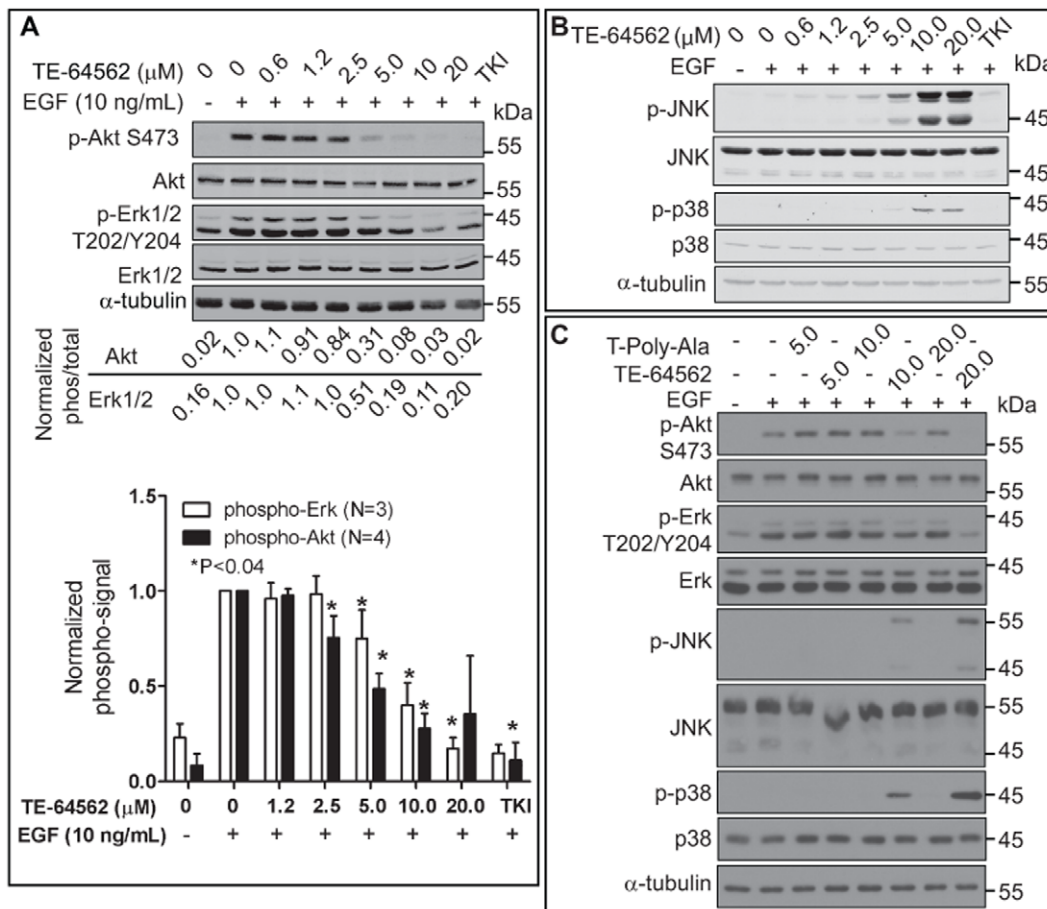 A
TE-64562 (μM) 0 0 0.6 1.2 2.5 5.0 10 20 TKI
EGF (10 ng/mL) - + + + + + + + + kDa
p-Akt S473 55
Akt 55
p-Erk1/2 45
T202/Y204
Erk1/2 45
α-tubulin 55
Normalized phos/total
Akt 0.02 1.0 1.1 0.91 0.84 0.31 0.08 0.03 0.02
Erk1/2 0.16 1.0 1.0 1.1 1.0 0.51 0.19 0.11 0.20
Normalized phospho-signal
1.5
1.0
0.5
0.0
phospho-Erk (N=3)
phospho-Akt (N=4)
*P<0.04
* * * * * * *
TE-64562 (μM) 0 0 1.2 2.5 5.0 10.0 20.0 TKI
EGF (10 ng/mL) - + + + + + + +
B
TE-64562 (μM) 0 0 0.6 1.2 2.5 5.0 10.0 20.0 TKI
EGF - + + + + + + + + kDa
p-JNK 45
JNK 45
p-p38 45
p38 45
α-tubulin 55
C
T-Poly-Ala - - 5.0 - 10.0 - 20.0 -
TE-64562 - - - 5.0 - 10.0 - 20.0
EGF - + + + + + + + kDa
p-Akt
S473 55
Akt 55
p-Erk 45
T202/Y204
Erk 45
p-JNK 55
45
JNK 55
45
p-p38 45
p38 45
α-tubulin 55